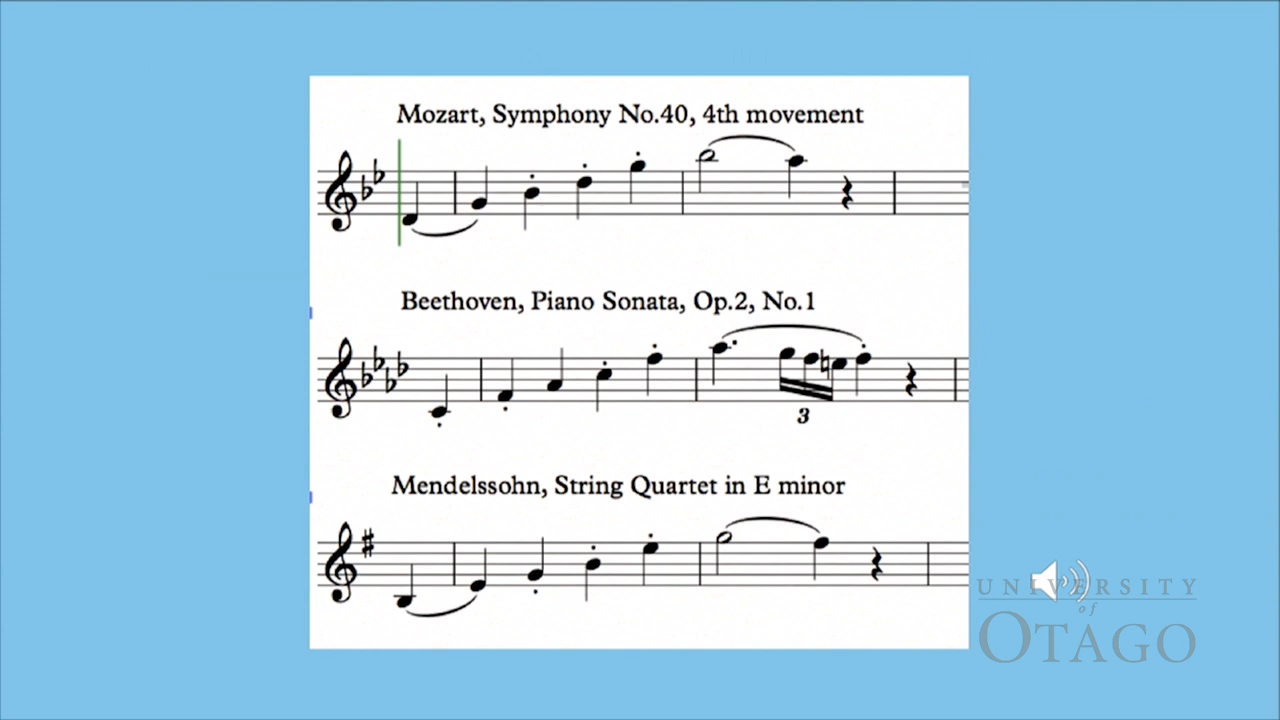 Mozart, Symphony No.40, 4th movement
Beethoven, Piano Sonata, Op.2, No.1
3
Mendelssohn, String Quartet in E minor
UNIVERSITY
of
OTAGO